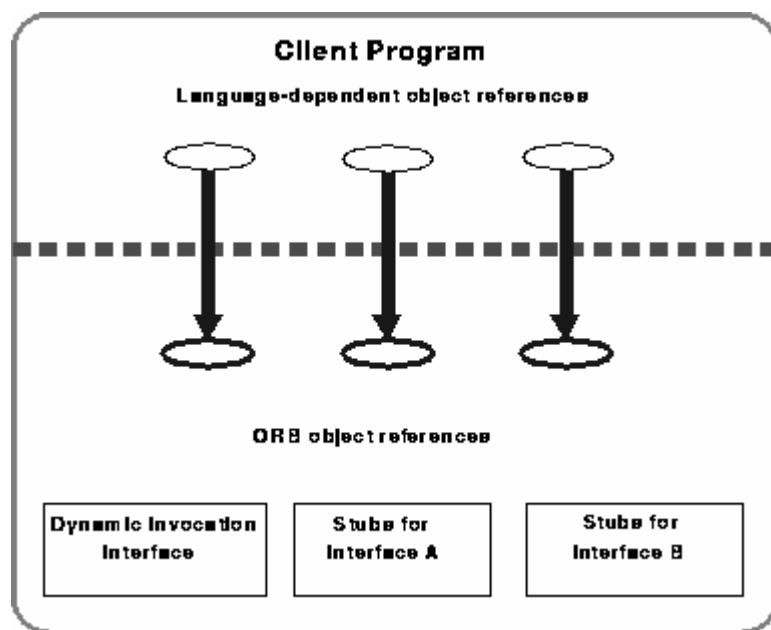 Client Program
Language-dependent object references
ORB object references
Dynamic Invocation
Interface
Stubs for
Interface A
Stubs for
Interface B